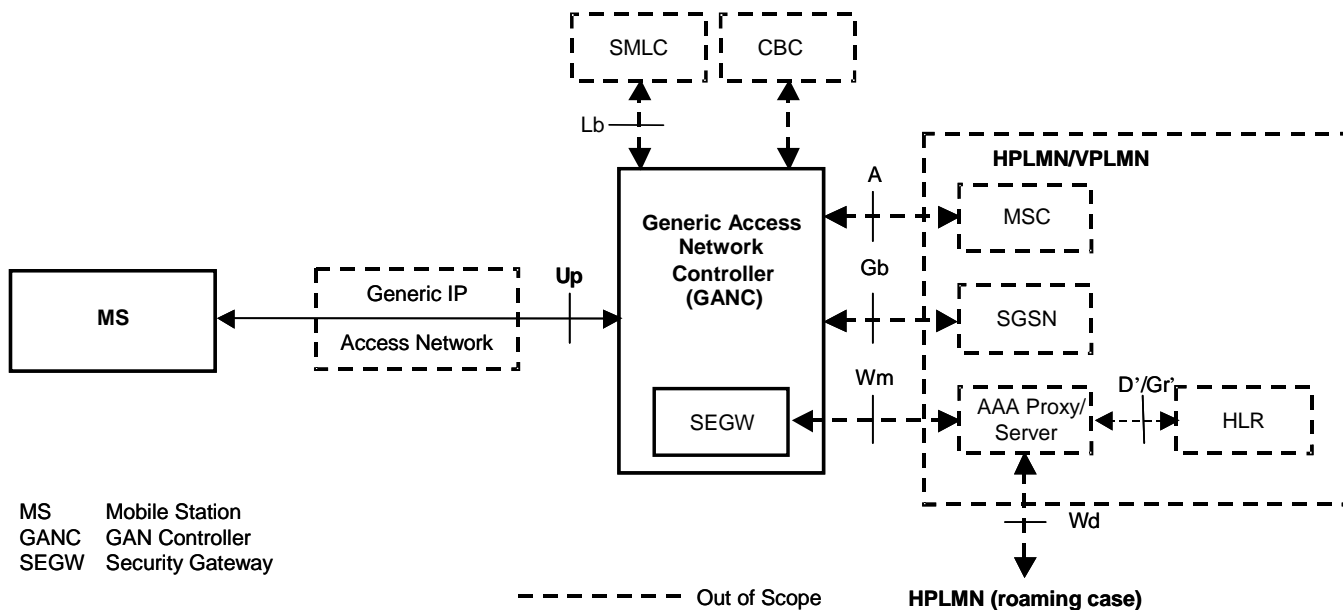 SMLC
CBC
Lb
HPLMN/VPLMN
A
MSC
Generic Access
Network
Controller
(GANC)
Gb
Up
Generic IP
Access Network
MS
SGSN
Wm
D’/Gr’
SEGW
AAA Proxy/
Server
HLR
MS Mobile Station
GANC GAN Controller
SEGW Security Gateway
Wd
Out of Scope
HPLMN (roaming case)